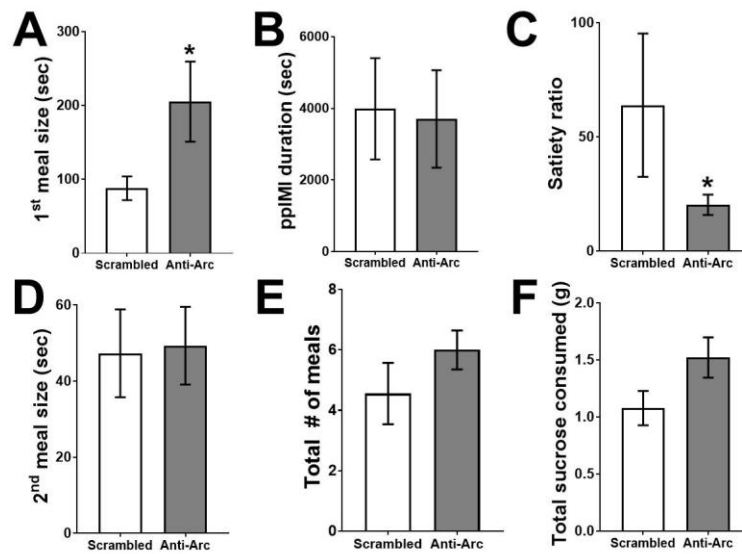 A
1st meal size (sec)
300
200
100
0
*
Scrambled Anti-Arc
B
ppIMI duration (sec)
6000
4000
2000
0
Scrambled Anti-Arc
C
Satiety ratio
100
50
0
*
Scrambled Anti-Arc
D
2nd meal size (sec)
60
40
20
0
Scrambled Anti-Arc
E
Total # of meals
8
6
4
2
0
Scrambled Anti-Arc
F
Total sucrose consumed (g)
2.0
1.5
1.0
0.5
0.0
Scrambled Anti-Arc